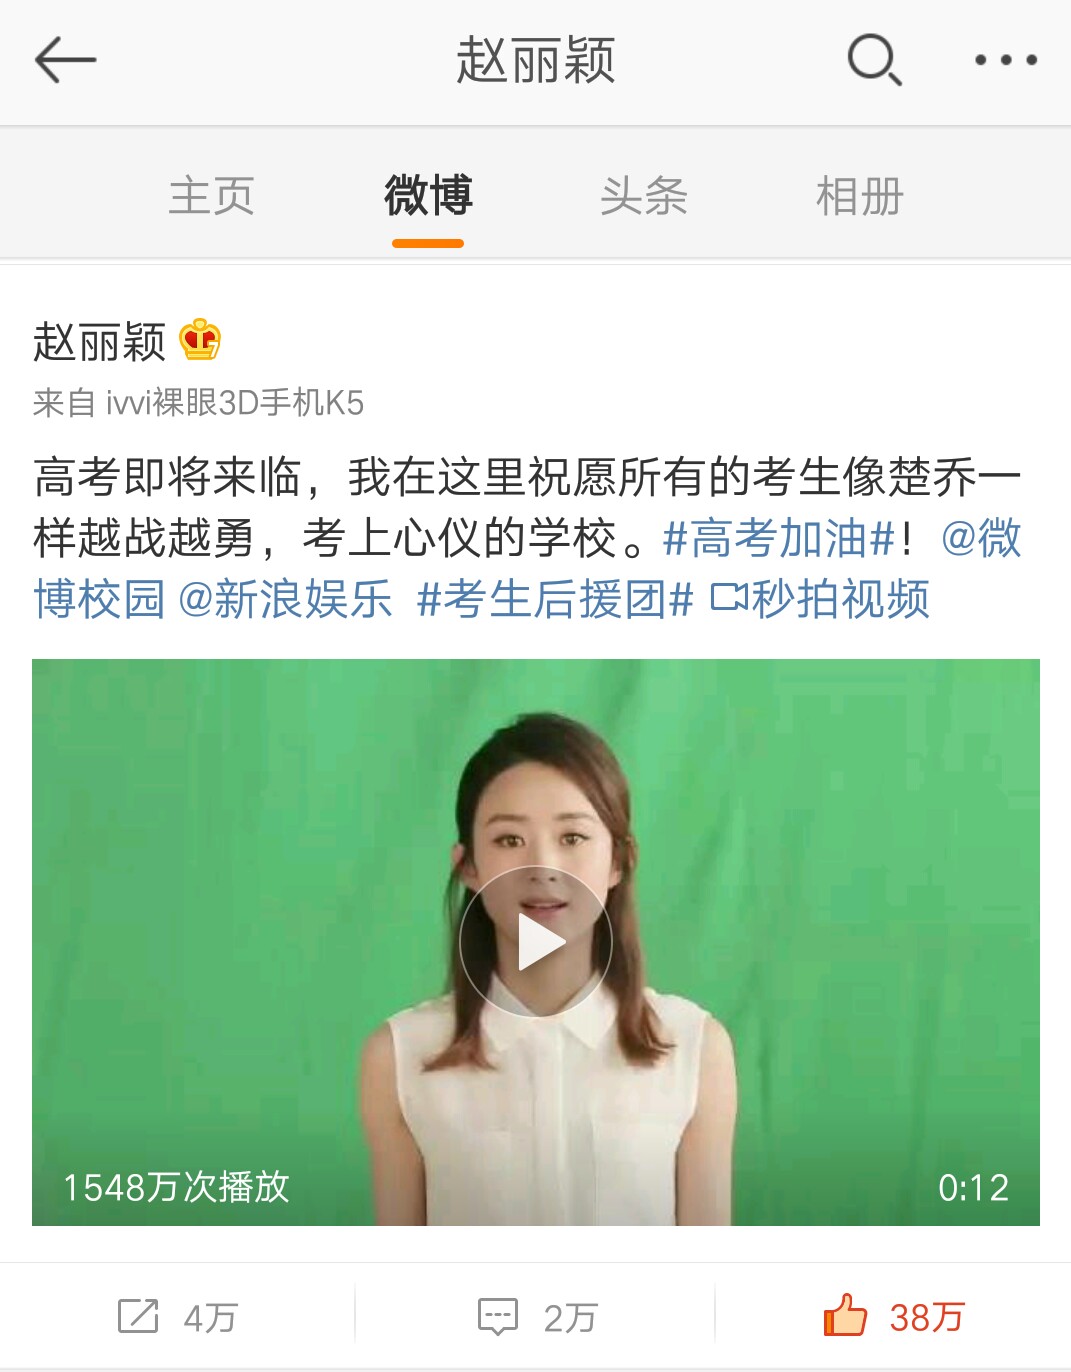 赵丽颖
主页 微博 头条 相册
赵丽颖 7
来自 ivvi裸眼3D手机K5
高考即将来临，我在这里祝愿所有的考生像楚乔一
样越战越勇，考上心仪的学校。#高考加油#！@微
博校园 @新浪娱乐 #考生后援团# 秒拍视频
1548万次播放 0:12
4万 2万 38万